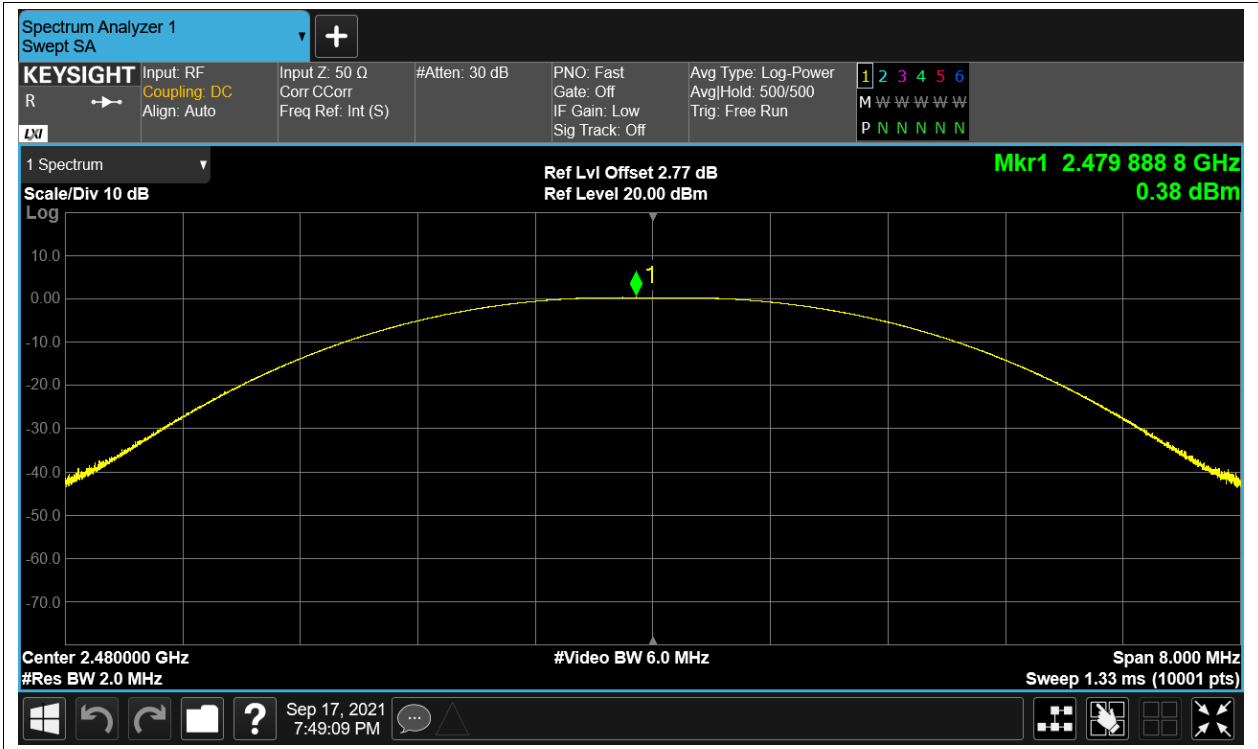 Spectrum Analyzer 1
Swept SA
KEYSIGHT
R
LXI
Input: RF
Coupling: DC
Align: Auto
Input Z: 50 Ω
Corr CCorr
Freq Ref: Int (S)
#Atten: 30 dB
PNO: Fast
Gate: Off
IF Gain: Low
Sig Track: Off
Avg Type: Log-Power
Avg|Hold: 500/500
Trig: Free Run
1 2 3 4 5 6
M W W W W W
P N N N N N
1 Spectrum
Scale/Div 10 dB
Log
Ref Lvl Offset 2.77 dB
Ref Level 20.00 dBm
Mkr1 2.479 888 8 GHz
0.38 dBm
1
10.0
0.00
-10.0
-20.0
-30.0
-40.0
-50.0
-60.0
-70.0
Center 2.480000 GHz
#Video BW 6.0 MHz
Span 8.000 MHz
#Res BW 2.0 MHz
Sweep 1.33 ms (10001 pts)
?
Sep 17, 2021
7:49:09 PM